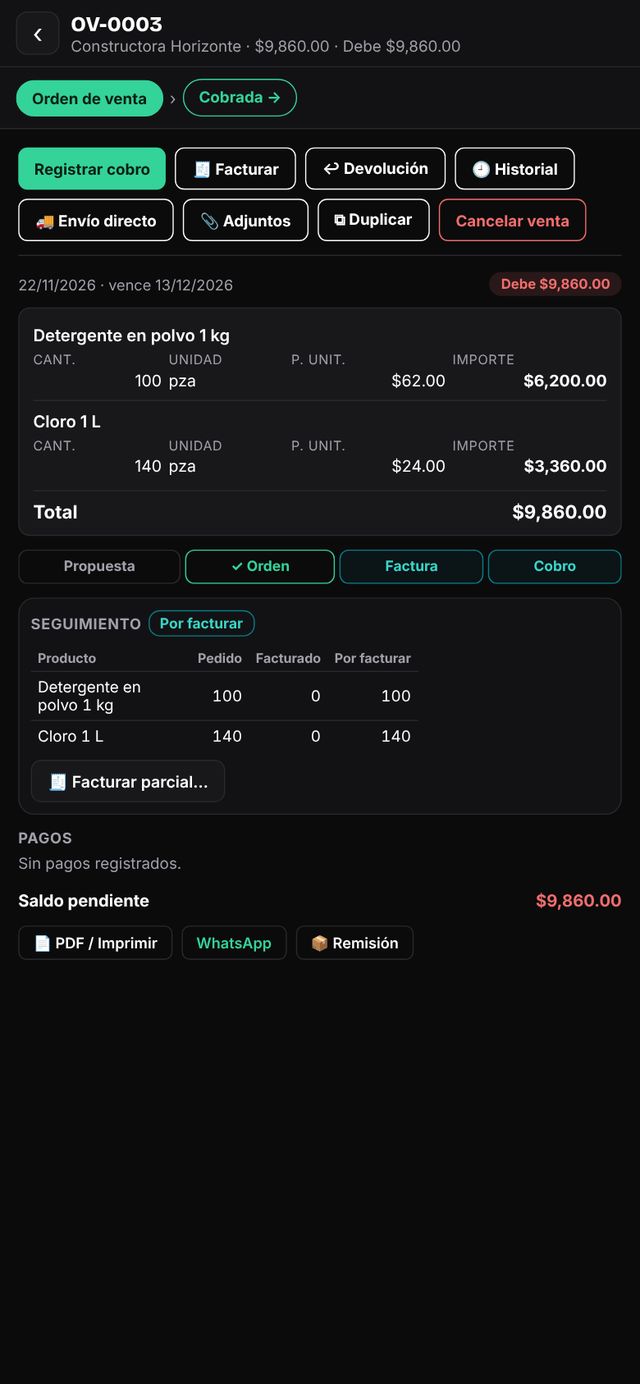 ‹
OV-0003
Constructora Horizonte · $9,860.00 · Debe $9,860.00
Orden de venta › Cobrada →
Registrar cobro 🧾 Facturar ↩ Devolución 🕘 Historial
🚚 Envío directo 📎 Adjuntos ⧉ Duplicar Cancelar venta
22/11/2026 · vence 13/12/2026 Debe $9,860.00
Detergente en polvo 1 kg
CANT. UNIDAD P. UNIT. IMPORTE
100 pza $62.00 $6,200.00
Cloro 1 L
CANT. UNIDAD P. UNIT. IMPORTE
140 pza $24.00 $3,360.00
Total $9,860.00
Propuesta ✓ Orden Factura Cobro
SEGUIMIENTO Por facturar
Producto Pedido Facturado Por facturar
Detergente en
polvo 1 kg 100 0 100
Cloro 1 L 140 0 140
🧾 Facturar parcial...
PAGOS
Sin pagos registrados.
Saldo pendiente $9,860.00
📄 PDF / Imprimir WhatsApp 📦 Remisión